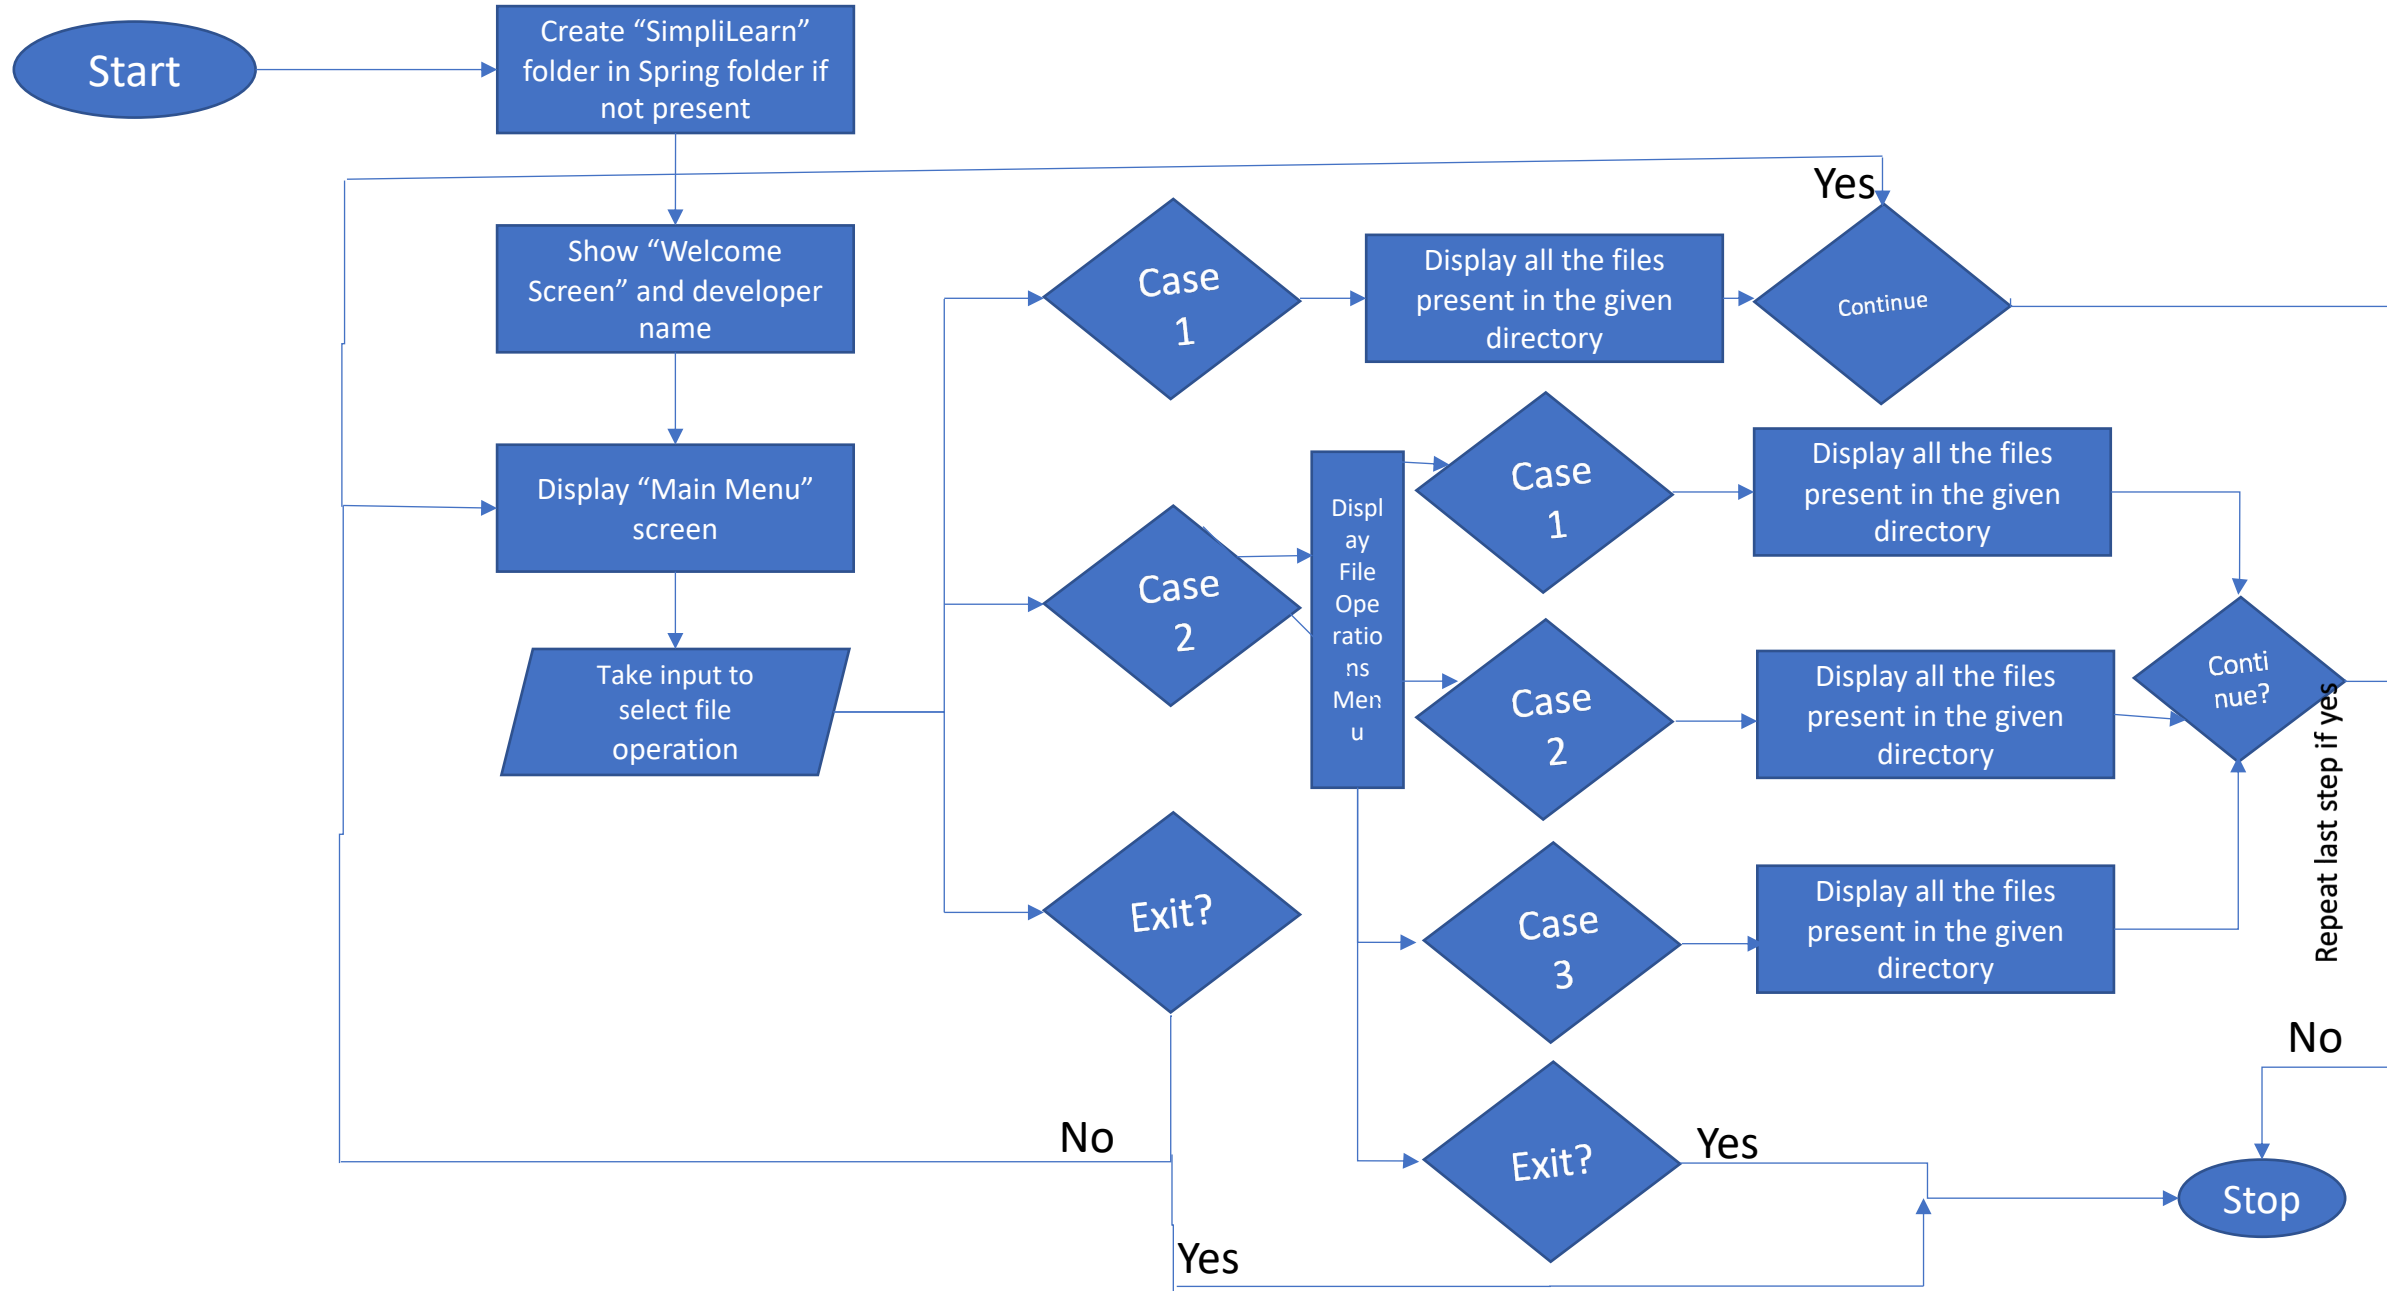 Start
Create “SimpliLearn”
folder in Spring folder if
not present
Show “Welcome
Screen” and developer
name
Display “Main Menu”
screen
Take input to
select file
operation
Case
1
Display all the files
present in the given
directory
Yes
Continue
Case
2
Displ
ay
File
Ope
ratio
ns
Men
u
Case
1
Display all the files
present in the given
directory
Case
2
Display all the files
present in the given
directory
Case
3
Display all the files
present in the given
directory
Conti
nue?
Repeat last step if yes
Exit?
No
Yes
Exit?
Yes
No
Stop